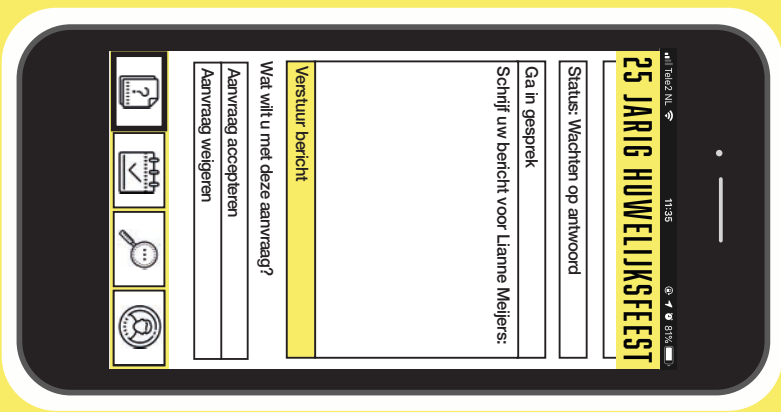 Tele2 NL 11:35 81%
25 JARIG HUWELIJKSFEEST
Status: Wachten op antwoord
Ga in gesprek
Schrijf uw bericht voor Lianne Meijers:
Verstuur bericht
Wat wilt u met deze aanvraag?
Aanvraag accepteren
Aanvraag weigeren
?